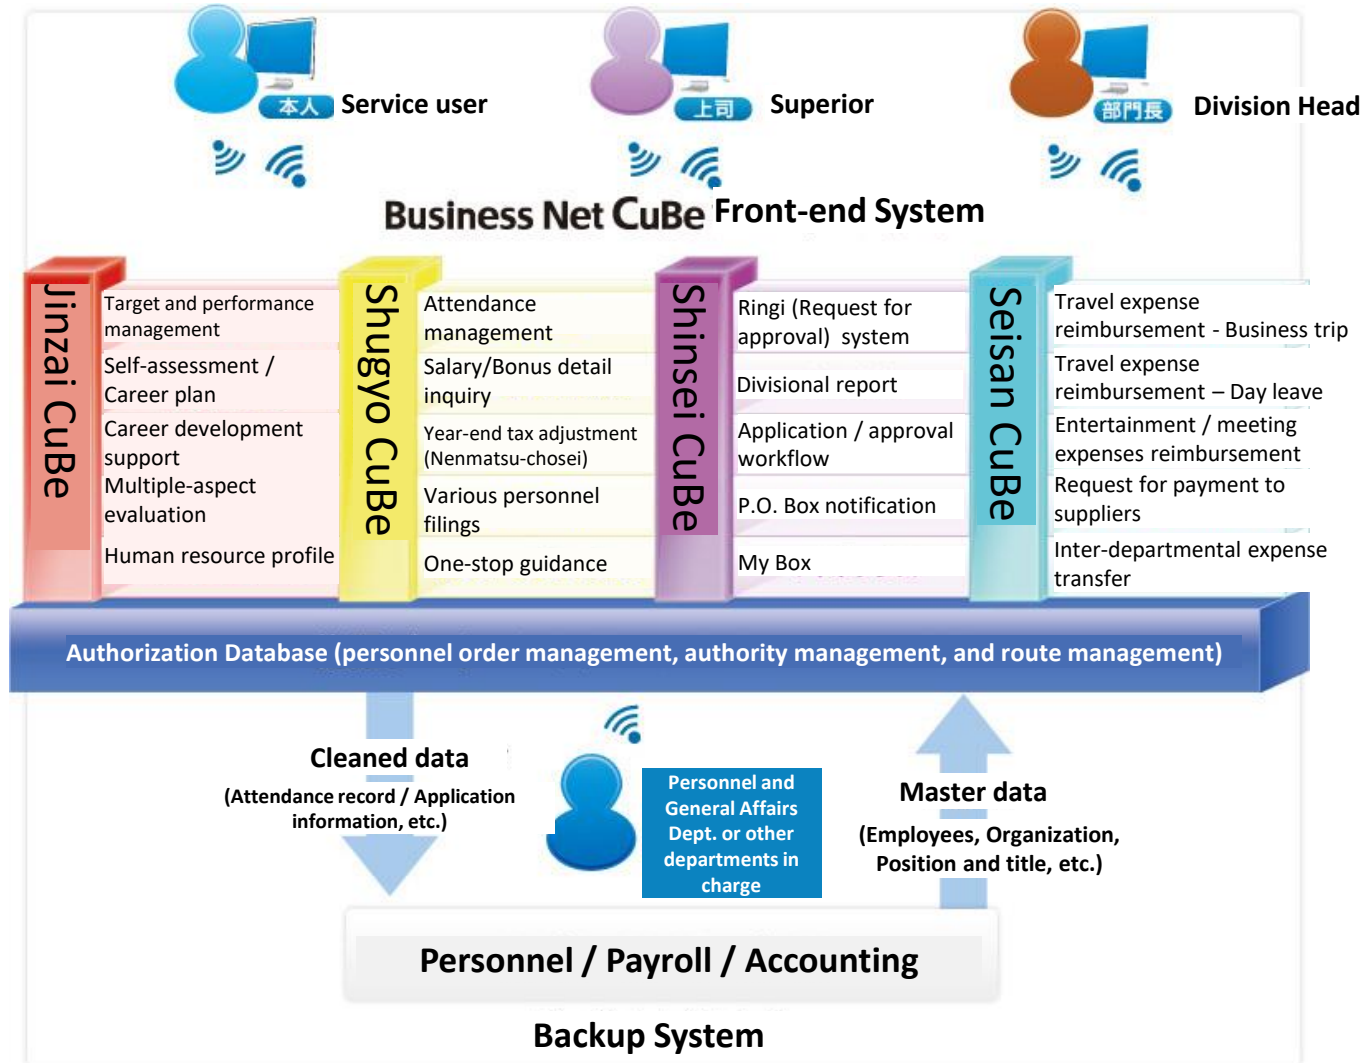 本人 Service user
上司 Superior
部門長 Division Head
Business Net CuBe Front-end System
Jinzai CuBe
Target and performance
management
Self-assessment /
Career plan
Career development
support
Multiple-aspect
evaluation
Human resource profile
Shugyo CuBe
Attendance
management
Salary/Bonus detail
inquiry
Year-end tax adjustment
(Nenmatsu-chosei)
Various personnel
filings
One-stop guidance
Shinsei CuBe
Ringi (Request for
approval) system
Divisional report
Application / approval
workflow
P.O. Box notification
My Box
Seisan CuBe
Travel expense
reimbursement - Business trip
Travel expense
reimbursement – Day leave
Entertainment / meeting
expenses reimbursement
Request for payment to
suppliers
Inter-departmental expense
transfer
Authorization Database (personnel order management, authority management, and route management)
Cleaned data
(Attendance record / Application
information, etc.)
Personnel and
General Affairs
Dept. or other
departments in
charge
Master data
(Employees, Organization,
Position and title, etc.)
Personnel / Payroll / Accounting
Backup System